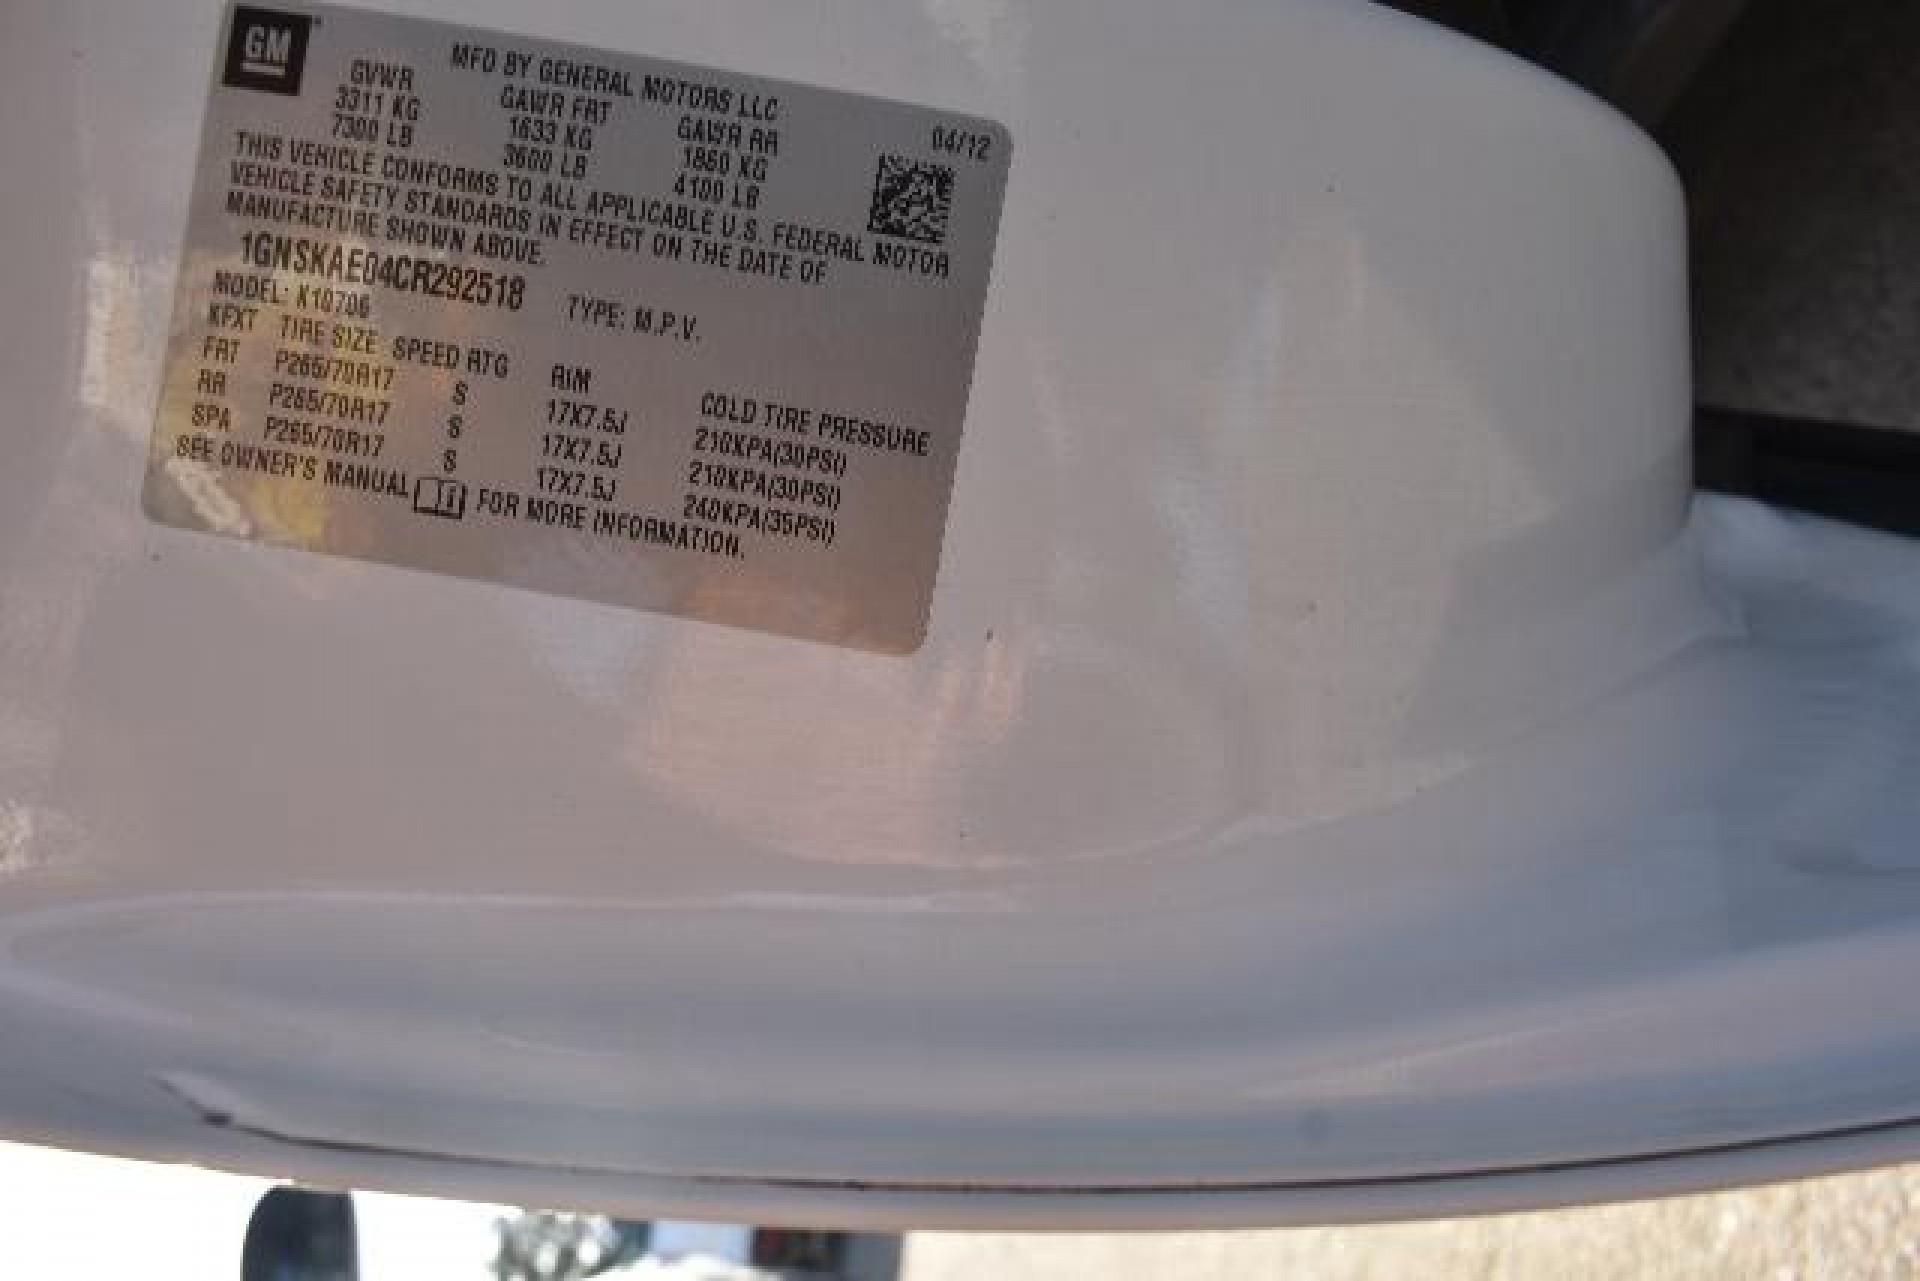 GM
MFD BY GENERAL MOTORS LLC
GVWR GAWR FRT GAWR RR 04/12
3311 KG 1633 KG 1860 KG
7300 LB 3600 LB 4100 LB
THIS VEHICLE CONFORMS TO ALL APPLICABLE U.S. FEDERAL MOTOR
VEHICLE SAFETY STANDARDS IN EFFECT ON THE DATE OF
MANUFACTURE SHOWN ABOVE.
1GNSKAE04CR292518 TYPE: M.P.V.
MODEL: K10706
KFXT TIRE SIZE SPEED RTG RIM COLD TIRE PRESSURE
FRT P265/70R17 S 17X7.5J 210KPA(30PSI)
RR P265/70R17 S 17X7.5J 210KPA(30PSI)
SPA P265/70R17 S 17X7.5J 240KPA(35PSI)
SEE OWNER'S MANUAL FOR MORE INFORMATION.